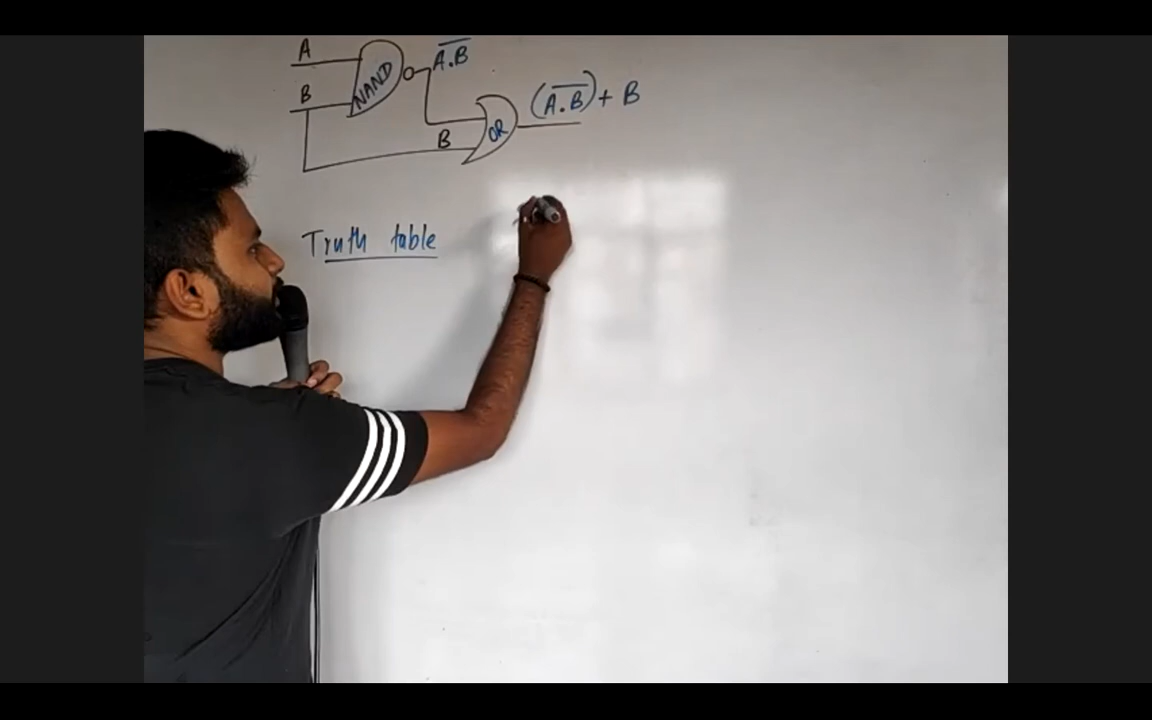 A
NAND
A̅.̅B̅
B
(A̅.̅B̅) + B
B
OR
Truth table